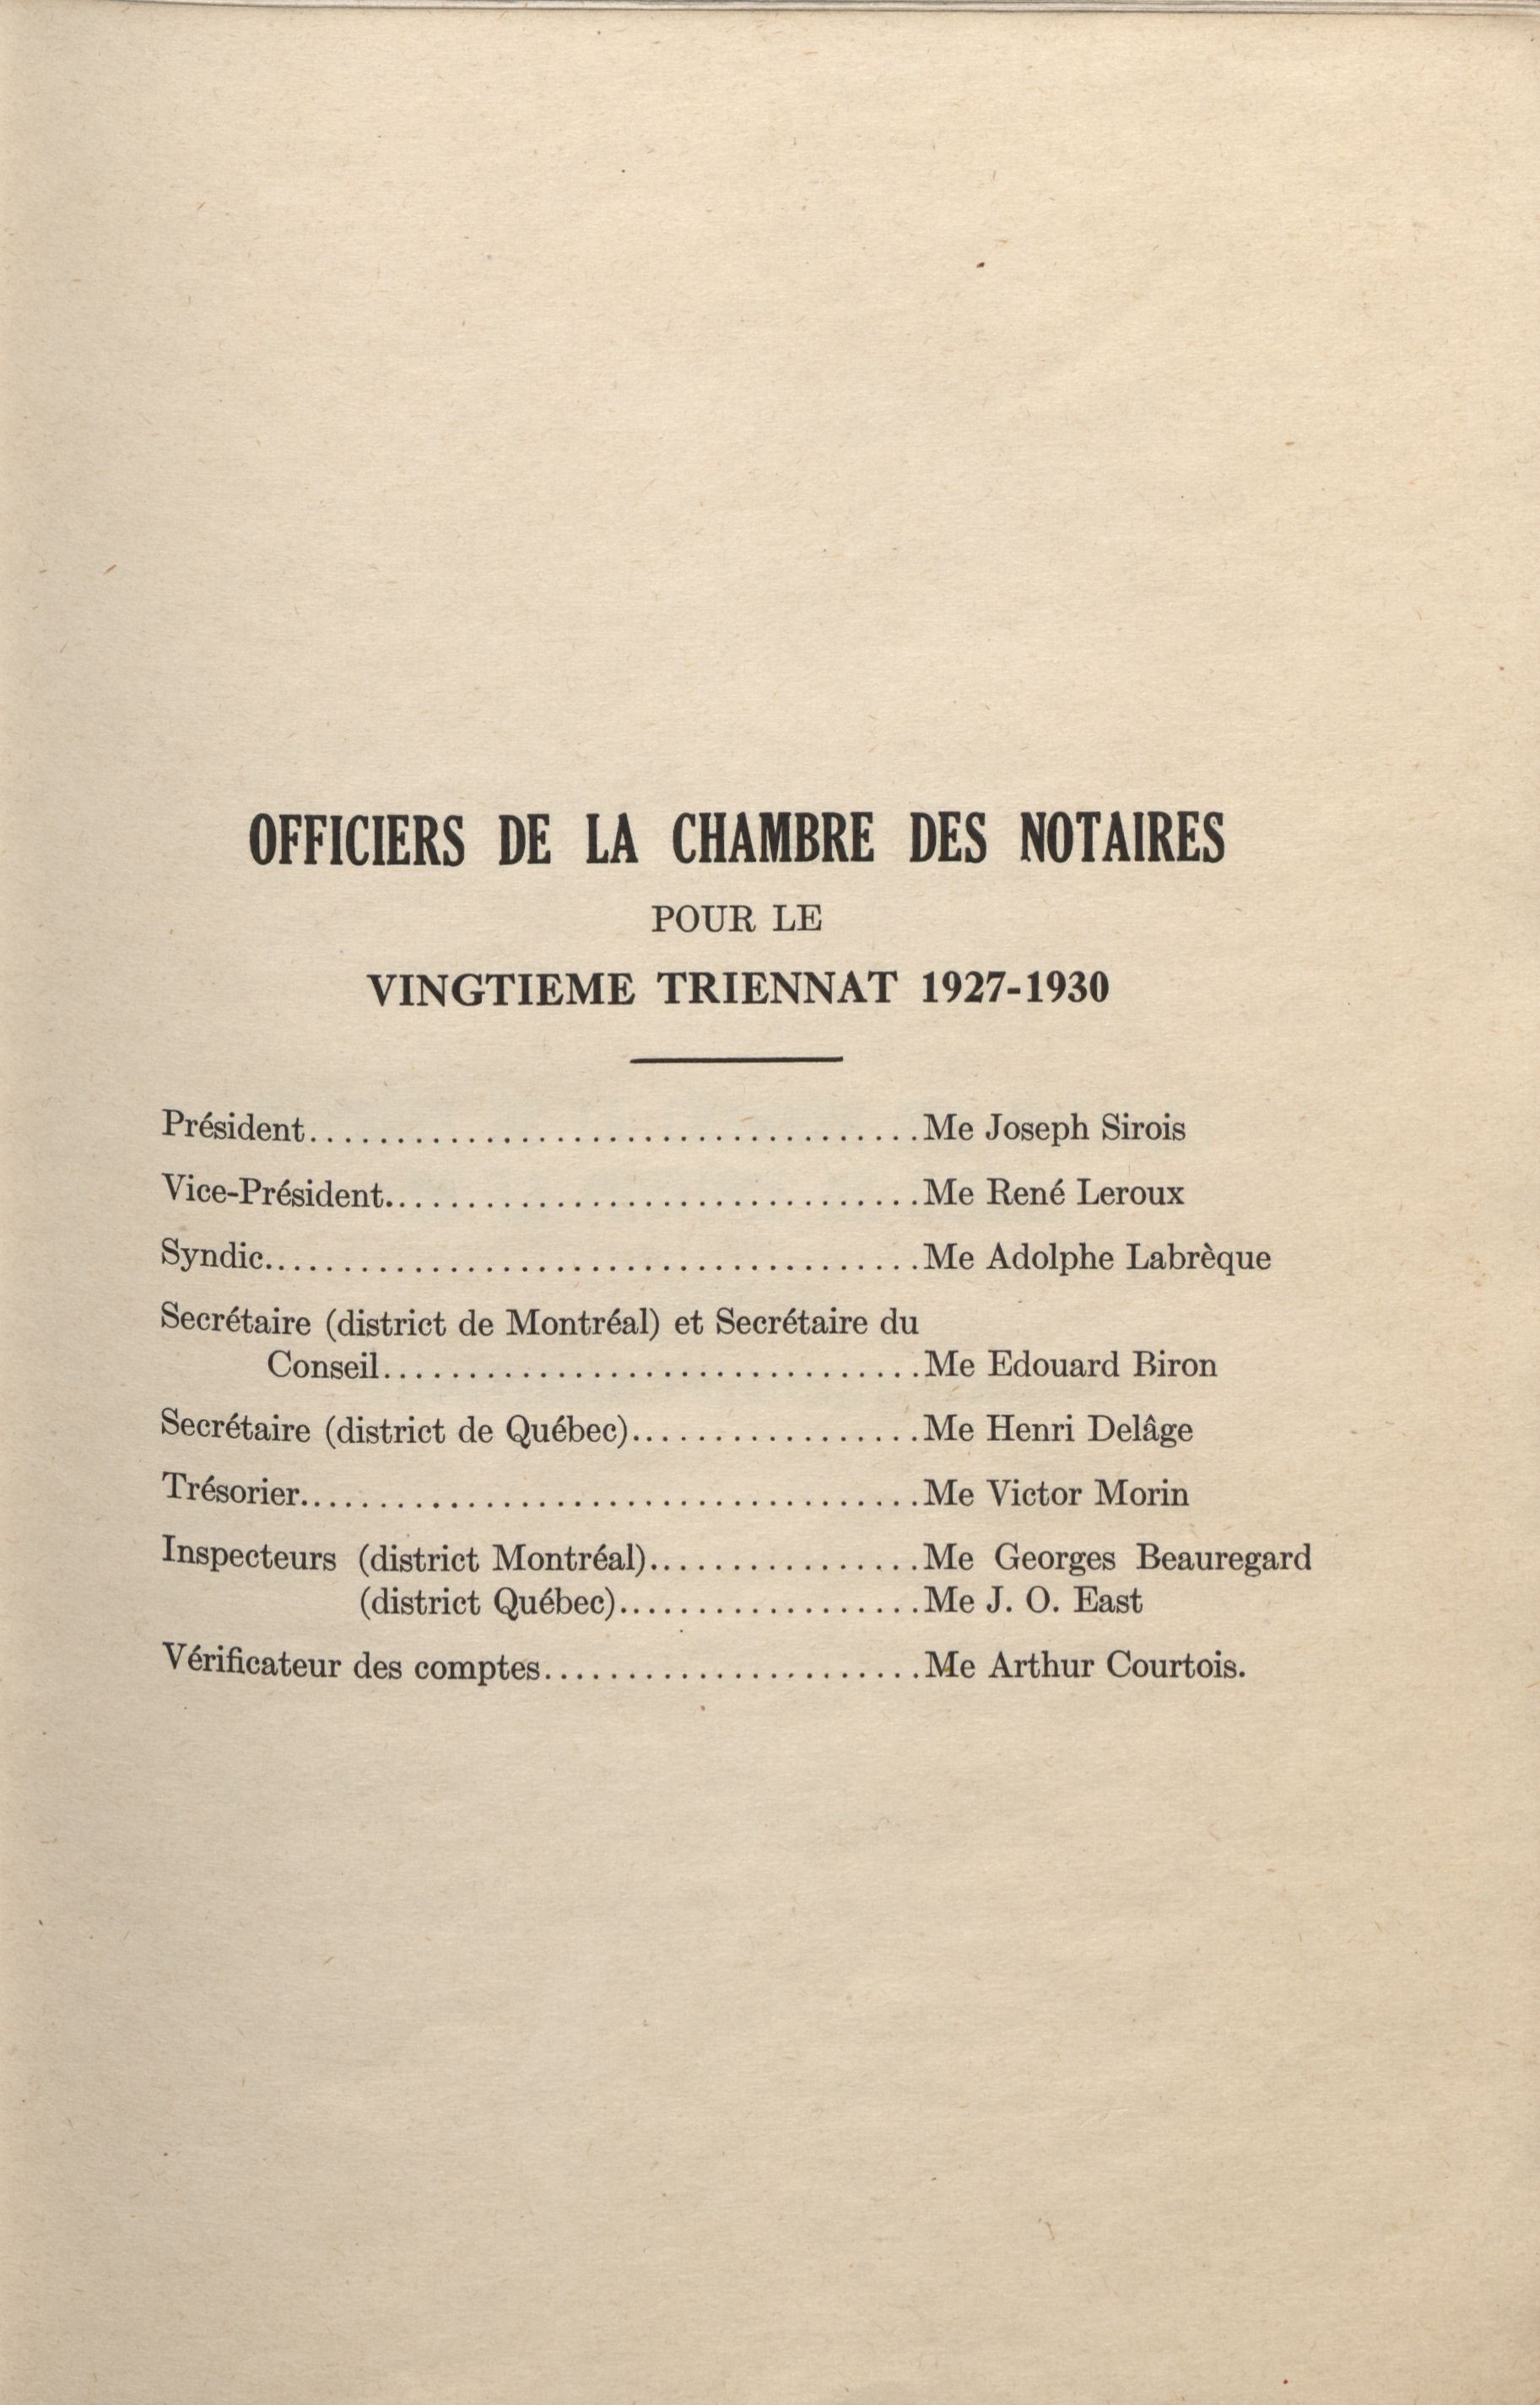 OFFICIERS DE LA CHAMBRE DES NOTAIRES
POUR LE
VINGTIEME TRIENNAT 1927-1930
Président.......................................Me Joseph Sirois
Vice-Président..................................Me René Leroux
Syndic..........................................Me Adolphe Labrèque
Secrétaire (district de Montréal) et Secrétaire du
Conseil.................................Me Edouard Biron
Secrétaire (district de Québec)..................Me Henri Delâge
Trésorier.......................................Me Victor Morin
Inspecteurs (district Montréal).................Me Georges Beauregard
(district Québec)...................Me J. O. East
Vérificateur des comptes........................Me Arthur Courtois.